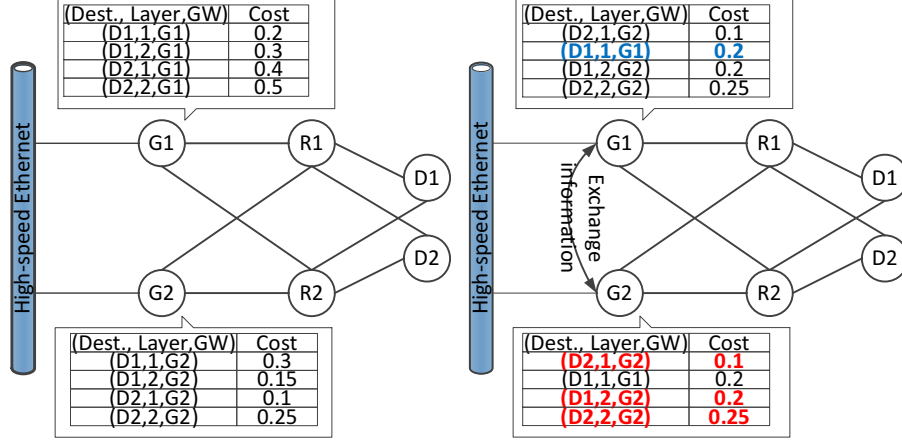 (Dest., Layer,GW) Cost
(D1,1,G1) 0.2
(D1,2,G1) 0.3
(D2,1,G1) 0.4
(D2,2,G1) 0.5
High-speed Ethernet
G1
R1
D1
D2
G2
R2
(Dest., Layer,GW) Cost
(D1,1,G2) 0.3
(D1,2,G2) 0.15
(D2,1,G2) 0.1
(D2,2,G2) 0.25
(Dest., Layer,GW) Cost
(D2,1,G2) 0.1
(D1,1,G1) 0.2
(D1,2,G2) 0.2
(D2,2,G2) 0.25
High-speed Ethernet
G1
R1
Exchange
information
D1
D2
G2
R2
(Dest., Layer,GW) Cost
(D2,1,G2) 0.1
(D1,1,G1) 0.2
(D1,2,G2) 0.2
(D2,2,G2) 0.25